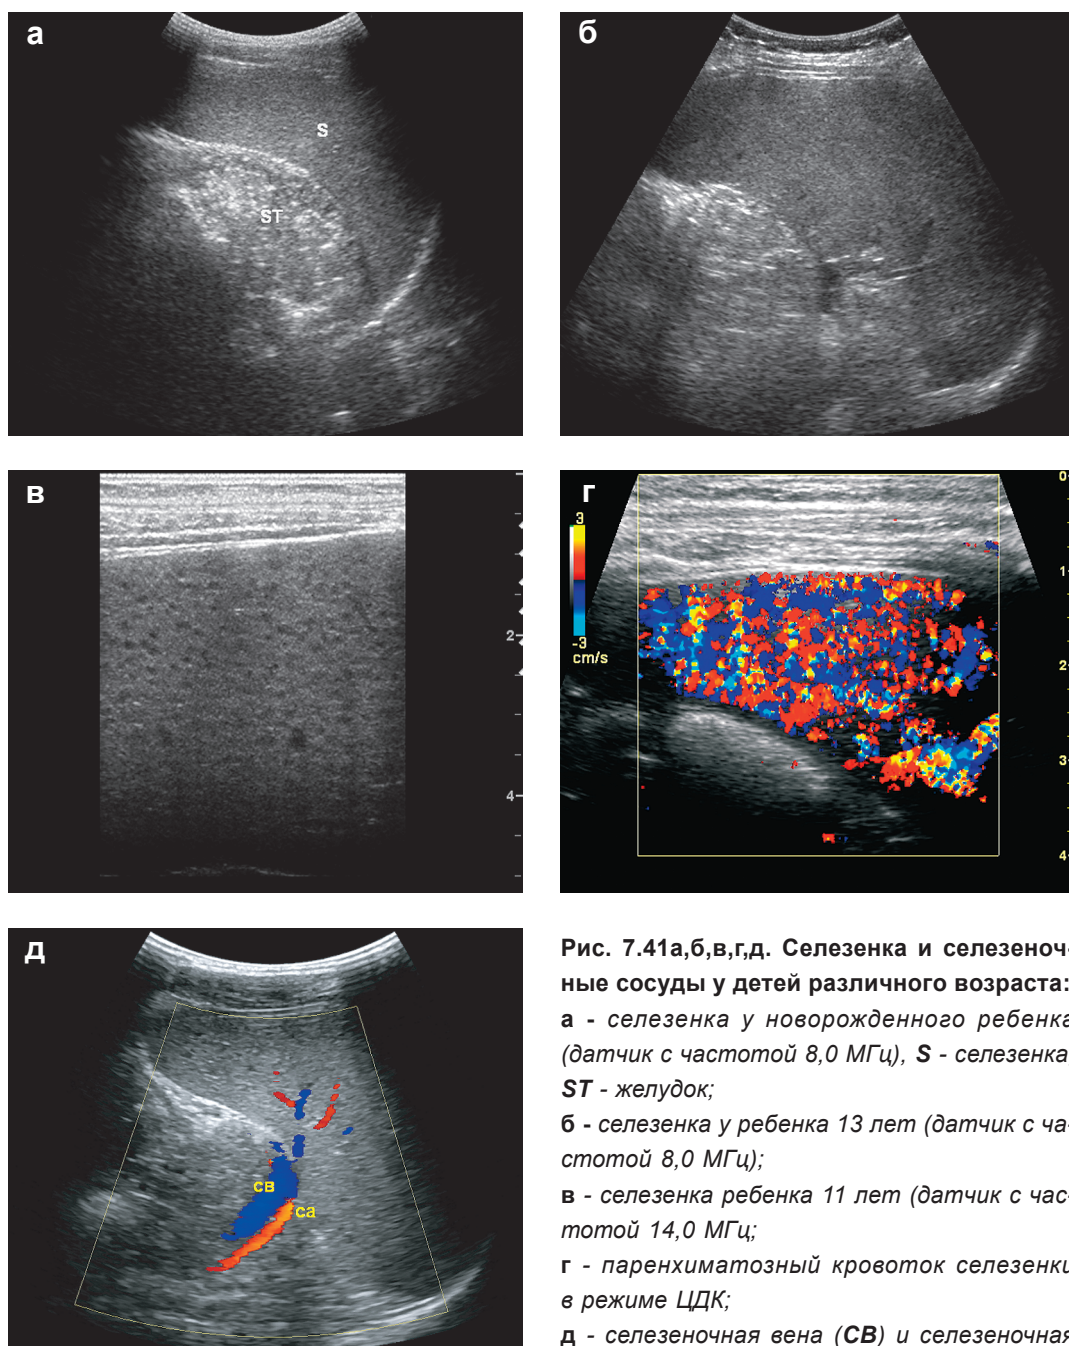 а
S
ST
б
в
2
4
г
3
-3
cm/s
0
1
2
3
4
д
св
са
Рис. 7.41а,б,в,г,д. Селезенка и селезеноч-
ные сосуды у детей различного возраста:
а - селезенка у новорожденного ребенка
(датчик с частотой 8,0 МГц), S - селезенка,
ST - желудок;
б - селезенка у ребенка 13 лет (датчик с ча-
стотой 8,0 МГц);
в - селезенка ребенка 11 лет (датчик с час-
тотой 14,0 МГц;
г - паренхиматозный кровоток селезенки
в режиме ЦДК;
д - селезеночная вена (СВ) и селезеночная